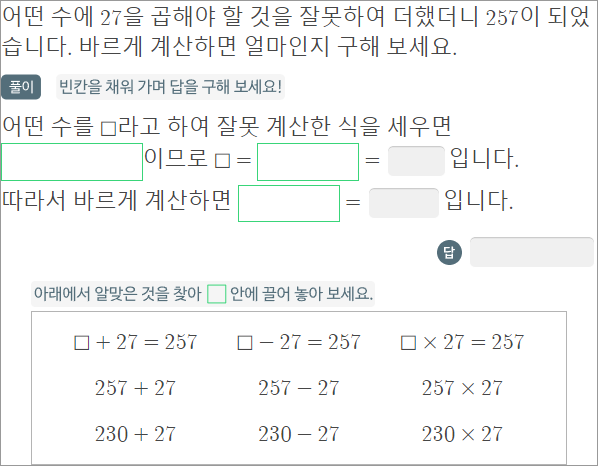 어떤 수에 27을 곱해야 할 것을 잘못하여 더했더니 257이 되었
습니다. 바르게 계산하면 얼마인지 구해 보세요.
풀이 빈칸을 채워 가며 답을 구해 보세요!
어떤 수를 □라고 하여 잘못 계산한 식을 세우면
이므로 □ = = 입니다.
따라서 바르게 계산하면 = 입니다.
답
아래에서 알맞은 것을 찾아 □ 안에 끌어 놓아 보세요.
□ + 27 = 257 □ − 27 = 257 □ × 27 = 257
257 + 27 257 − 27 257 × 27
230 + 27 230 − 27 230 × 27